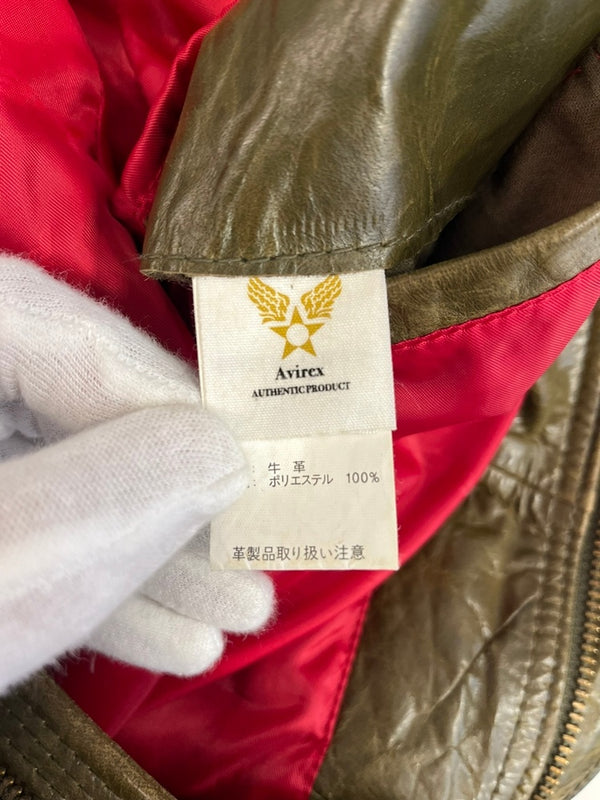 Avirex
AUTHENTIC PRODUCT
: 牛 革
: ポリエステル 100%
革製品取り扱い注意